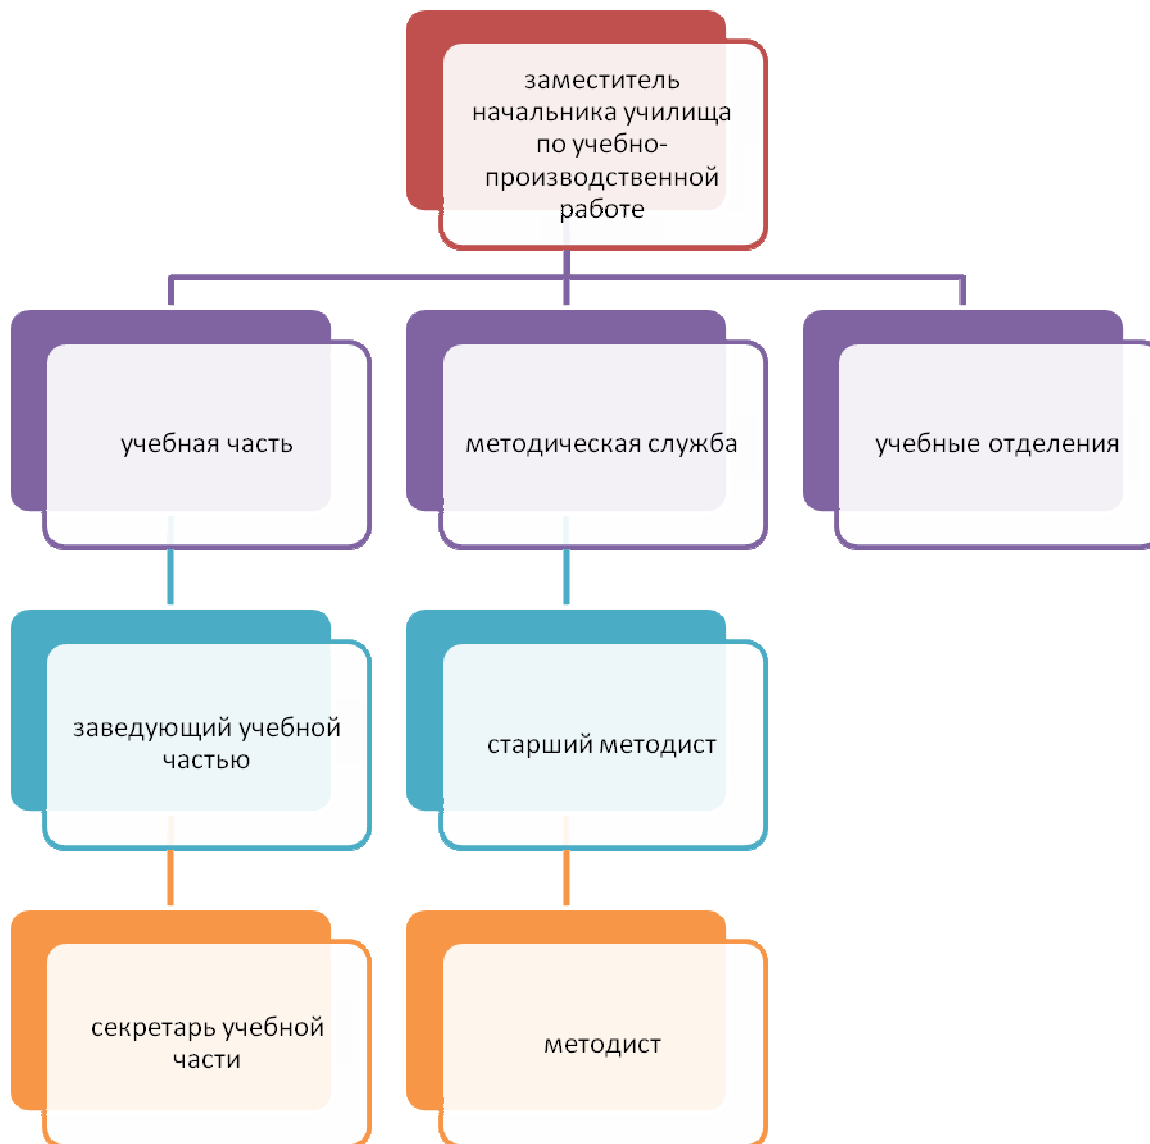 заместитель
начальника училища
по учебно-
производственной
работе
учебная часть
методическая служба
учебные отделения
заведующий учебной
частью
старший методист
секретарь учебной
части
методист